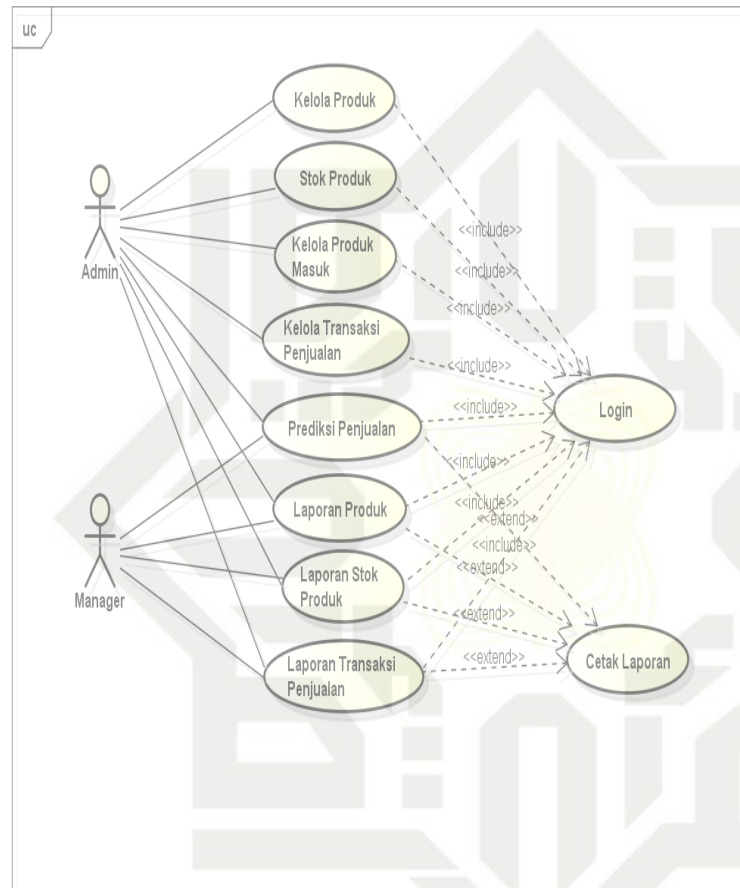 uc
Kelola Produk
Stok Produk
Kelola Produk
Masuk
Kelola Transaksi
Penjualan
Prediksi Penjualan
Laporan Produk
Laporan Stok
Produk
Laporan Transaksi
Penjualan
Admin
Manager
<<include>>
<<include>>
<<include>>
<<include>>
<<include>>
<<include>>
<<include>>
<<extend>>
<<include>>
<<extend>>
<<extend>>
<<extend>>
Login
Cetak Laporan